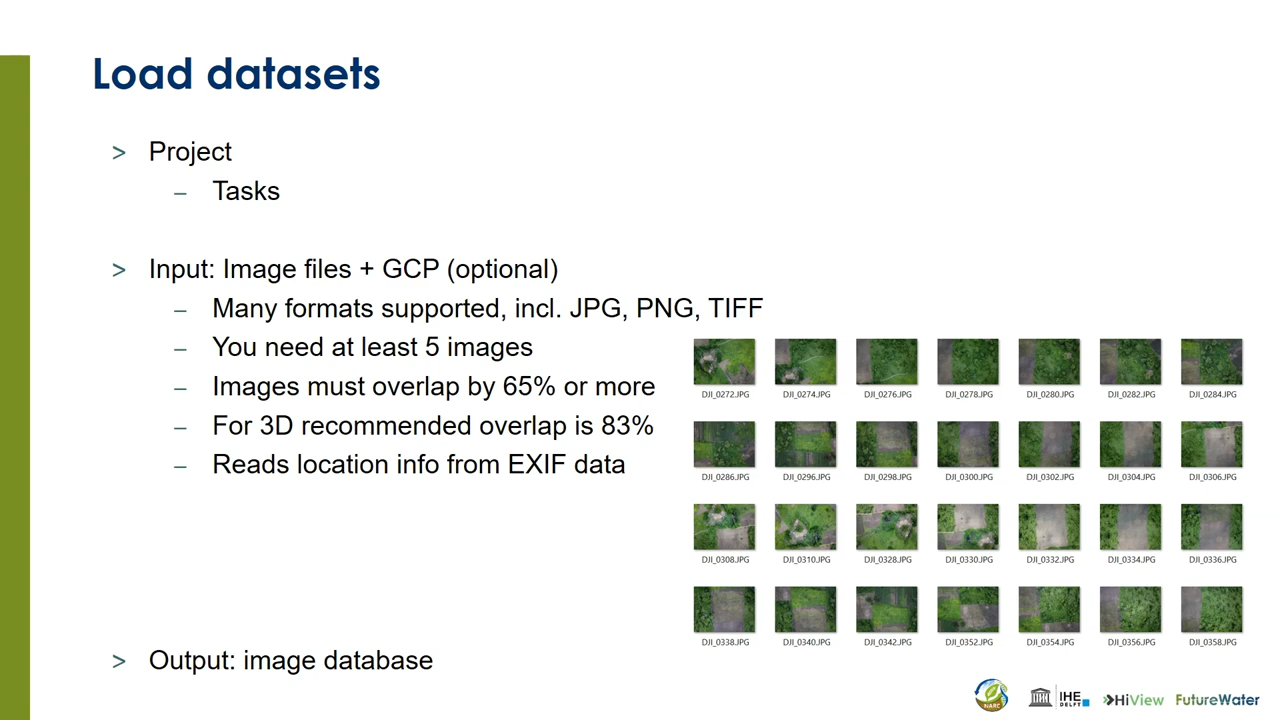 Load datasets
> Project
– Tasks
> Input: Image files + GCP (optional)
– Many formats supported, incl. JPG, PNG, TIFF
– You need at least 5 images
– Images must overlap by 65% or more
– For 3D recommended overlap is 83%
– Reads location info from EXIF data
DJI_0272.JPG DJI_0274.JPG DJI_0276.JPG DJI_0278.JPG DJI_0280.JPG DJI_0282.JPG DJI_0284.JPG
DJI_0286.JPG DJI_0296.JPG DJI_0298.JPG DJI_0300.JPG DJI_0302.JPG DJI_0304.JPG DJI_0306.JPG
DJI_0308.JPG DJI_0310.JPG DJI_0328.JPG DJI_0330.JPG DJI_0332.JPG DJI_0334.JPG DJI_0336.JPG
DJI_0338.JPG DJI_0340.JPG DJI_0342.JPG DJI_0352.JPG DJI_0354.JPG DJI_0356.JPG DJI_0358.JPG
> Output: image database
NARC
IHE
DELFT
HiView
FutureWater